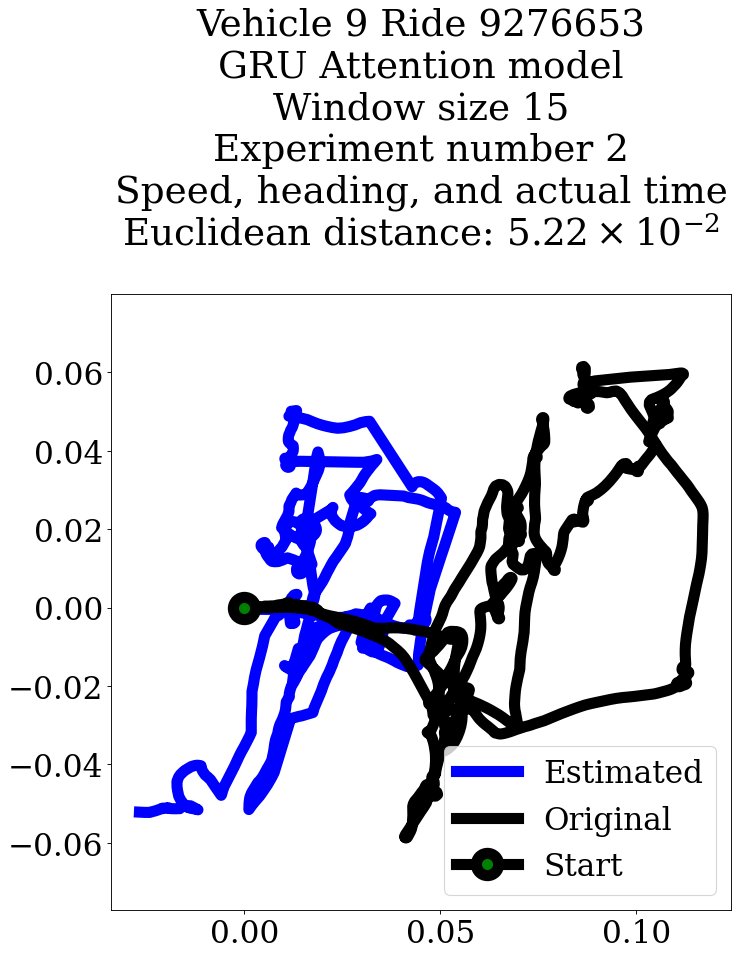 Vehicle 9 Ride 9276653
GRU Attention model
Window size 15
Experiment number 2
Speed, heading, and actual time
Euclidean distance: 5.22 × 10⁻²
0.06
0.04
0.02
0.00
−0.02
−0.04
−0.06
Estimated
Original
Start
0.00 0.05 0.10